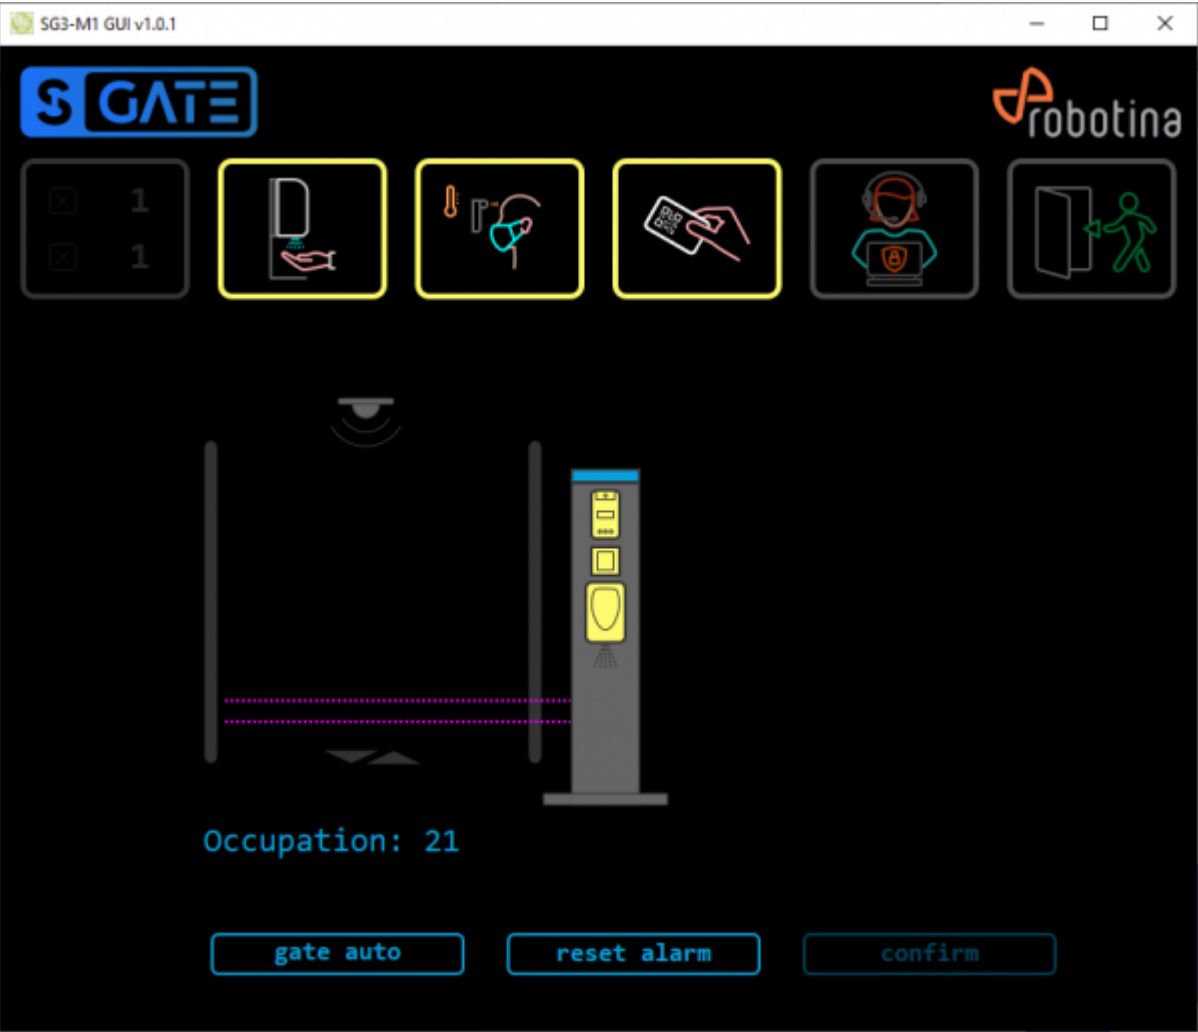 SG3-M1 GUI v1.0.1
S GATE
robotina
1
1
Occupation: 21
gate auto
reset alarm
confirm